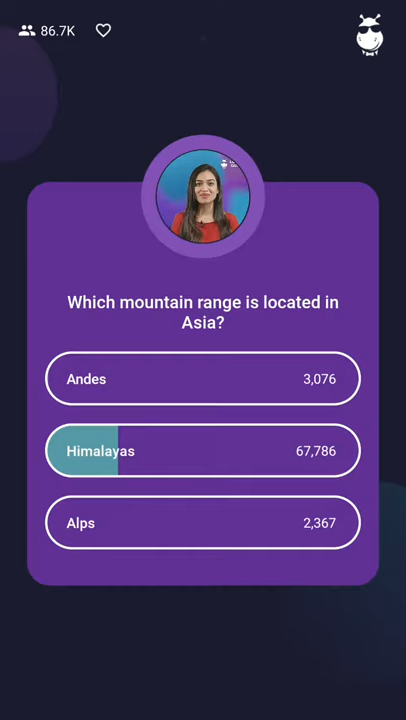 86.7K
Which mountain range is located in
Asia?
Andes 3,076
Himalayas 67,786
Alps 2,367